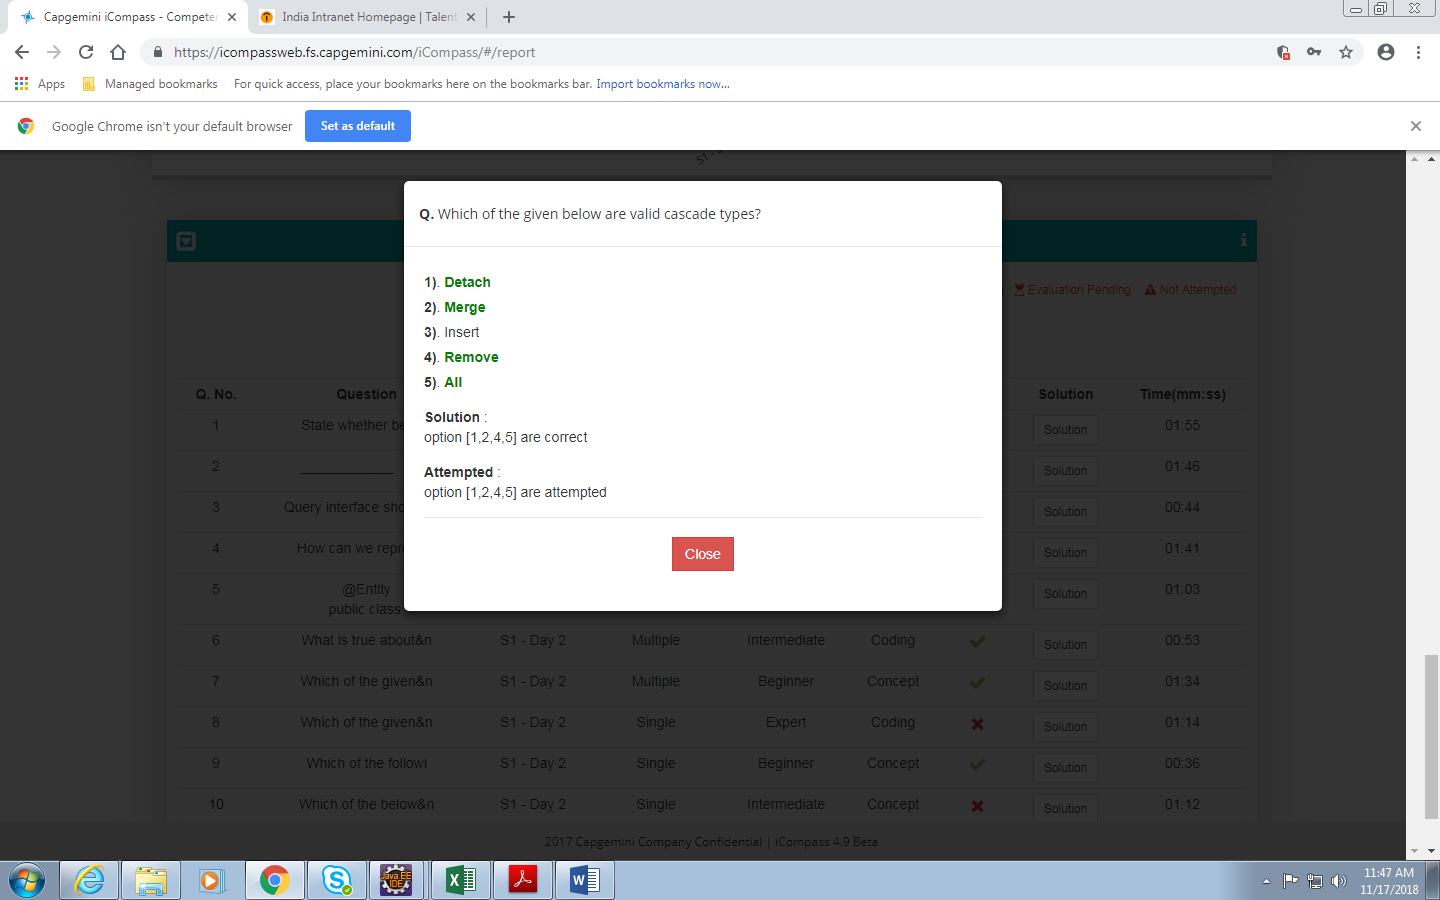 Capgemini iCompass - Competer
India Intranet Homepage | Talent
https://icompassweb.fs.capgemini.com/iCompass/#/report
Apps
Managed bookmarks
For quick access, place your bookmarks here on the bookmarks bar. Import bookmarks now...
Google Chrome isn't your default browser
Set as default
Q. Which of the given below are valid cascade types?
1). Detach
2). Merge
3). Insert
4). Remove
5). All
Solution :
option [1,2,4,5] are correct
Attempted :
option [1,2,4,5] are attempted
Close
Evaluation Pending
Not Attempted
Q. No. Question Solution Time(mm:ss)
1 State whether be Solution 01:55
2 ____________ Solution 01:46
3 Query interface sho Solution 00:44
4 How can we repr Solution 01:41
5 @Entity Solution 01:03
public class
6 What is true about&n S1 - Day 2 Multiple Intermediate Coding Solution 00:53
7 Which of the given&n S1 - Day 2 Multiple Beginner Concept Solution 01:34
8 Which of the given&n S1 - Day 2 Single Expert Coding Solution 01:14
9 Which of the followi S1 - Day 2 Single Beginner Concept Solution 00:36
10 Which of the below&n S1 - Day 2 Single Intermediate Concept Solution 01:12
2017 Capgemini Company Confidential | iCompass 4.9 Beta
Java EE
IDE
11:47 AM
11/17/2018